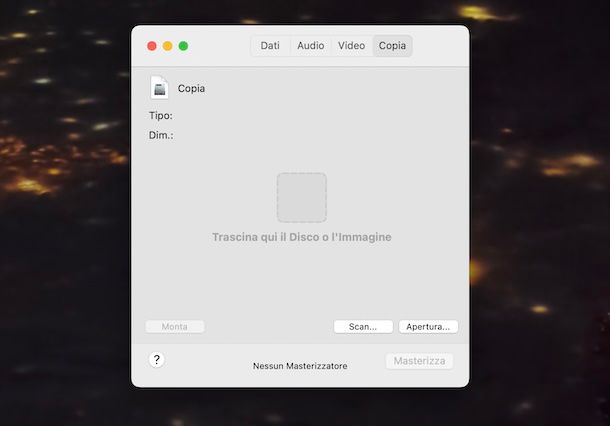 Dati Audio Video Copia
Copia
Tipo:
Dim.:
Trascina qui il Disco o l'Immagine
Monta Scan... Apertura...
? Nessun Masterizzatore Masterizza